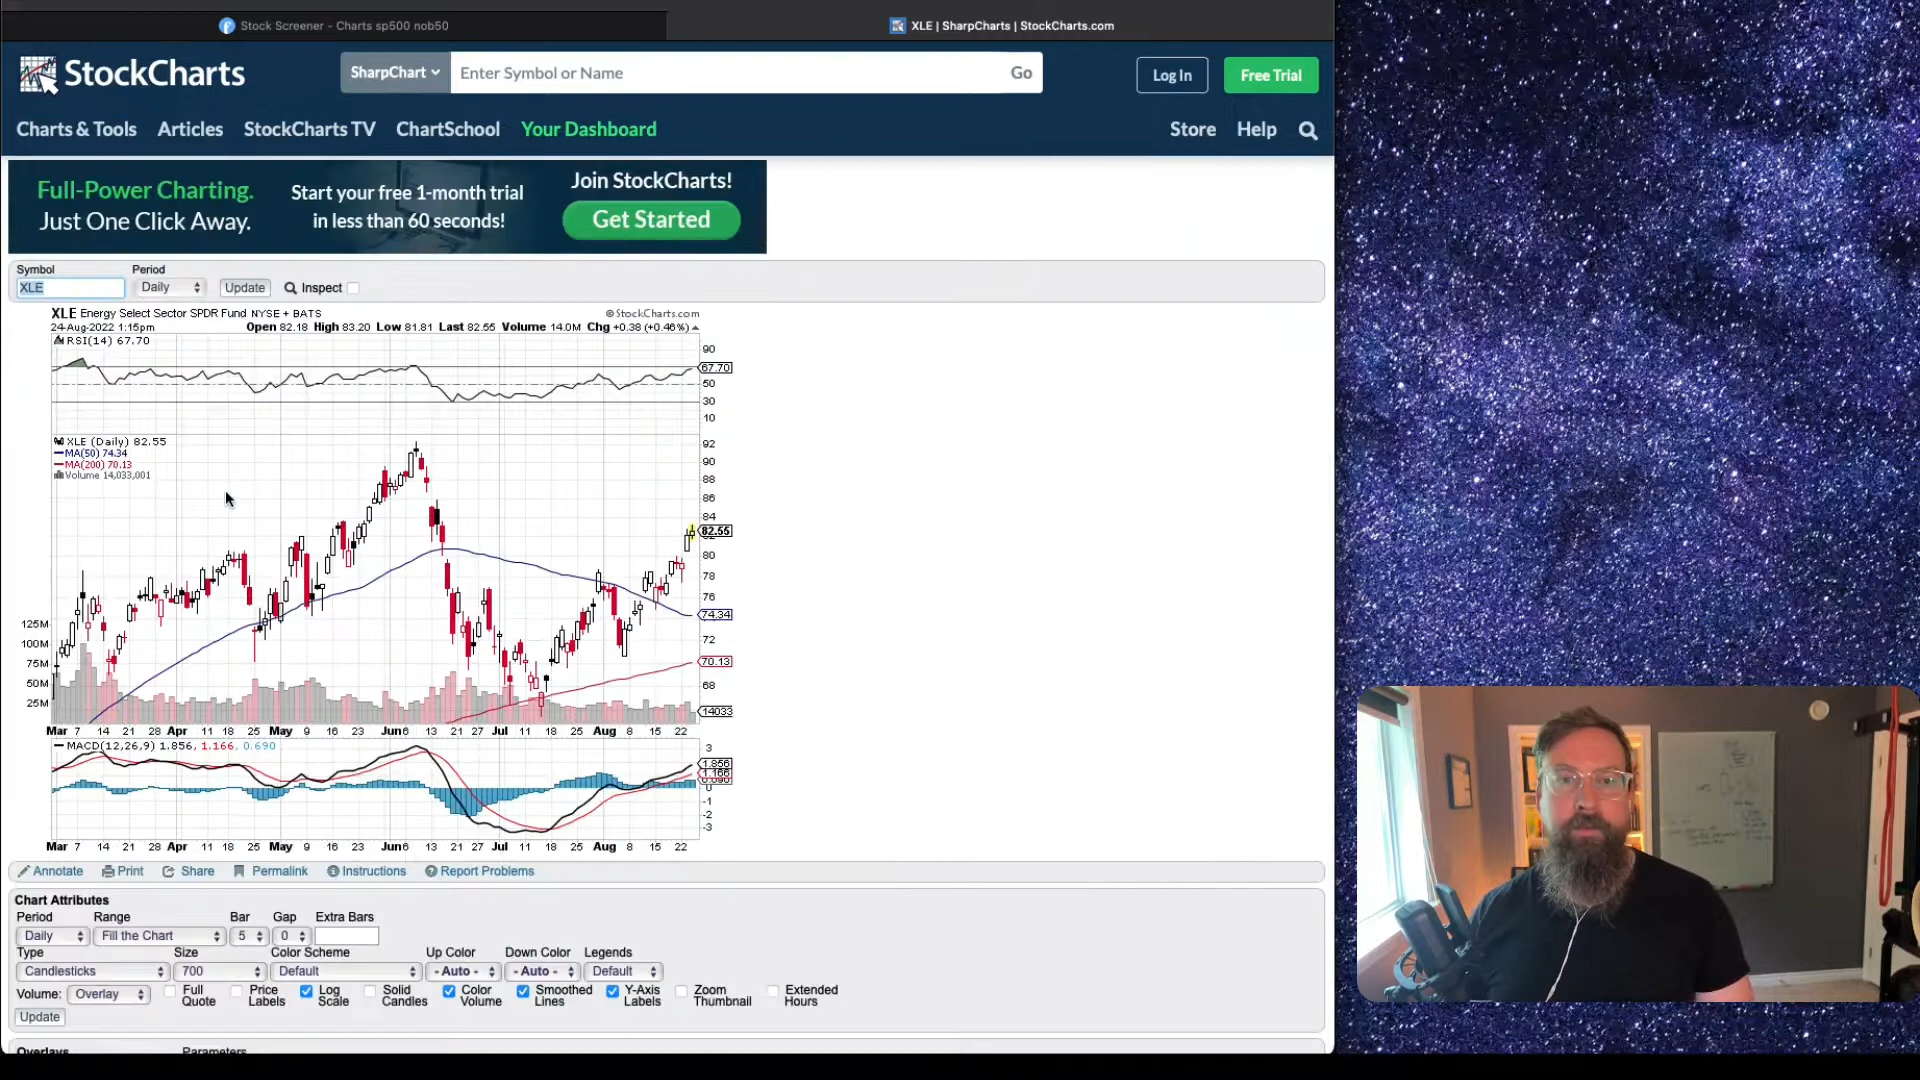 Stock Screener - Charts sp500 nob50
XLE | SharpCharts | StockCharts.com
StockCharts
SharpChart
Enter Symbol or Name
Go
Log In
Free Trial
Charts & Tools
Articles
StockCharts TV
ChartSchool
Your Dashboard
Store
Help
Full-Power Charting.
Just One Click Away.
Start your free 1-month trial
in less than 60 seconds!
Join StockCharts!
Get Started
Symbol
Period
XLE
Daily
Update
Inspect
XLE Energy Select Sector SPDR Fund NYSE + BATS
© StockCharts.com
24-Aug-2022 1:15pm
Open 82.18 High 83.20 Low 81.81 Last 82.55 Volume 14.0M Chg +0.38 (+0.46%)
RSI(14) 67.70
90
67.70
50
30
10
XLE (Daily) 82.55
MA(50) 74.34
MA(200) 70.13
Volume 14,033,001
92
90
88
86
84
82.55
80
78
76
74.34
72
70.13
68
14033
125M
100M
75M
50M
25M
Mar 7 14 21 28 Apr 11 18 25 May 9 16 23 Jun6 13 21 27 Jul 11 18 25 Aug 8 15 22
MACD(12,26,9) 1.856, 1.166, 0.690
3
1.856
1.166
0
-1
-2
-3
Mar 7 14 21 28 Apr 11 18 25 May 9 16 23 Jun6 13 21 27 Jul 11 18 25 Aug 8 15 22
Annotate
Print
Share
Permalink
Instructions
Report Problems
Chart Attributes
Period
Range
Bar
Gap
Extra Bars
Daily
Fill the Chart
5
0
Type
Size
Color Scheme
Up Color
Down Color
Legends
Candlesticks
700
Default
- Auto -
- Auto -
Default
Volume:
Overlay
Full Quote
Price Labels
Log Scale
Solid Candles
Color Volume
Smoothed Lines
Y-Axis Labels
Zoom Thumbnail
Extended Hours
Update
Overlays
Parameters